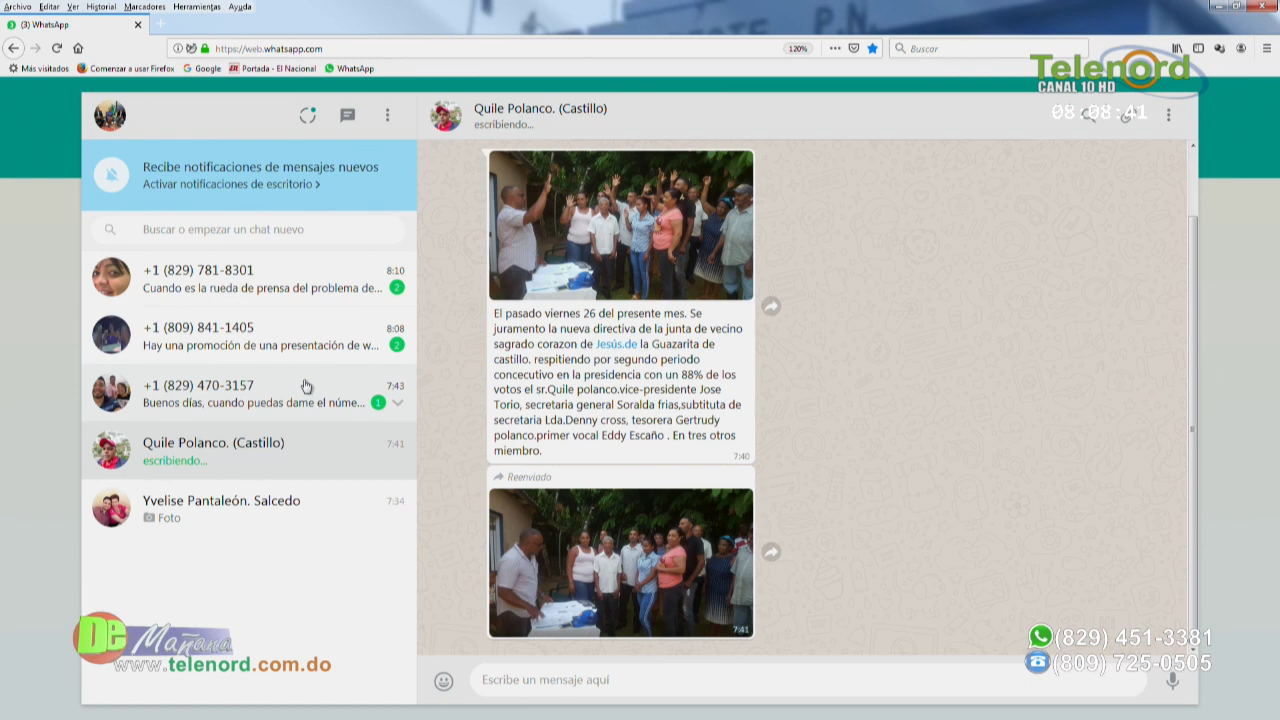 Archivo Editar Ver Historial Marcadores Herramientas Ayuda
(3) WhatsApp
https://web.whatsapp.com
120%
Buscar
Más visitados Comenzar a usar Firefox Google Portada - El Nacional WhatsApp
Telenord
CANAL 10 HD
08:08:41
Quile Polanco. (Castillo)
escribiendo...
Recibe notificaciones de mensajes nuevos
Activar notificaciones de escritorio >
Buscar o empezar un chat nuevo
+1 (829) 781-8301 8:10
Cuando es la rueda de prensa del problema de... 2
+1 (809) 841-1405 8:08
Hay una promoción de una presentación de w... 2
+1 (829) 470-3157 7:43
Buenos días, cuando puedas dame el núme... 1
Quile Polanco. (Castillo) 7:41
escribiendo...
Yvelise Pantaleón. Salcedo 7:34
Foto
El pasado viernes 26 del presente mes. Se
juramento la nueva directiva de la junta de vecino
sagrado corazon de Jesús.de la Guazarita de
castillo. respitiendo por segundo periodo
concecutivo en la presidencia con un 88% de los
votos el sr.Quile polanco.vice-presidente Jose
Torio, secretaria general Soralda frias,subtituta de
secretaria Lda.Denny cross, tesorera Gertrudy
polanco.primer vocal Eddy Escaño . En tres otros
miembro.
7:40
Reenviado
7:41
Escribe un mensaje aquí
De Mañana
www.telenord.com.do
(829) 451-3381
(809) 725-0505